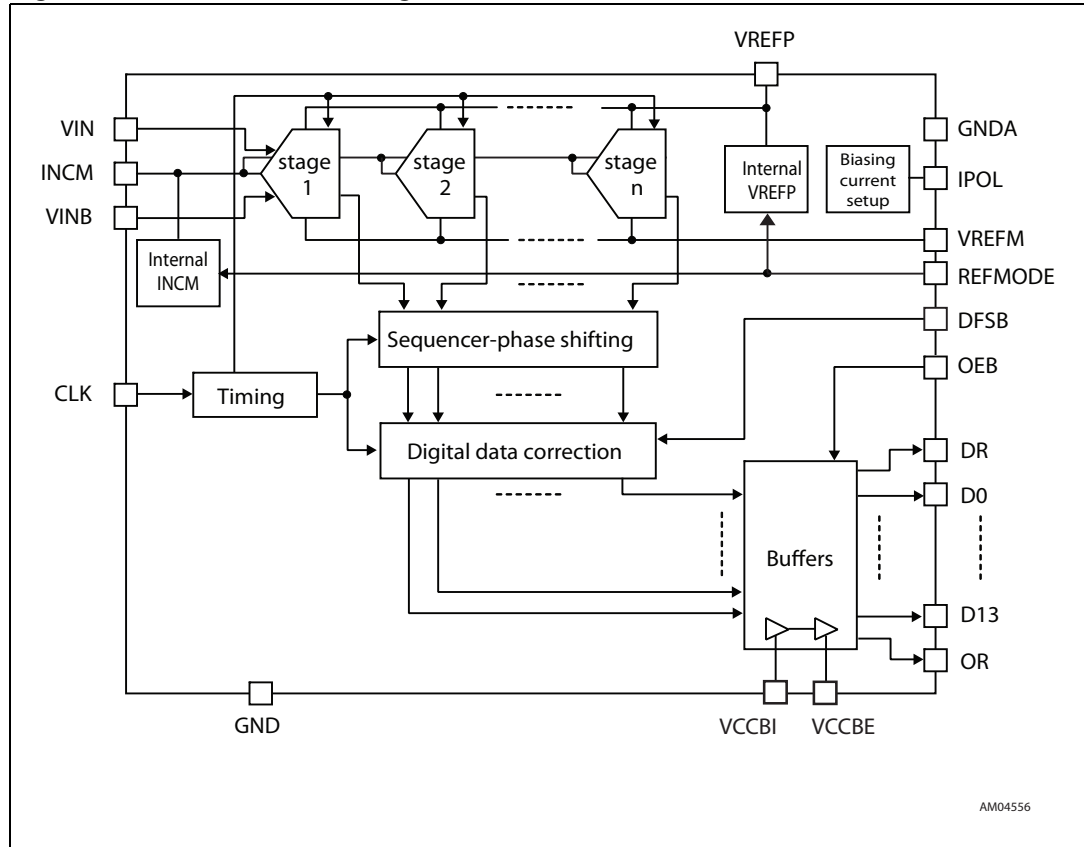 VREFP
VIN
GNDA
stage
1
stage
2
stage
n
Internal
VREFP
Biasing
current
setup
INCM
IPOL
VINB
VREFM
Internal
INCM
REFMODE
DFSB
Sequencer-phase shifting
OEB
CLK
Timing
Digital data correction
DR
D0
Buffers
D13
OR
GND
VCCBI
VCCBE
AM04556